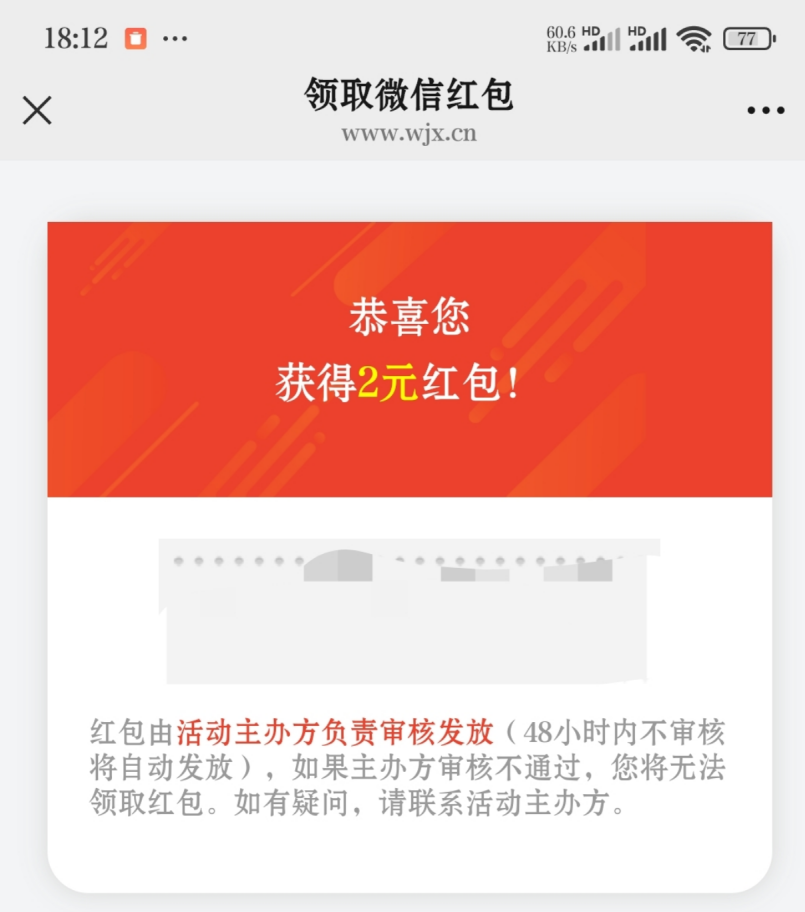 18:12
60.6
KB/s
HD
HD
77
领取微信红包
www.wjx.cn
恭喜您
获得2元红包！
红包由活动主办方负责审核发放（48小时内不审核
将自动发放），如果主办方审核不通过，您将无法
领取红包。如有疑问，请联系活动主办方。